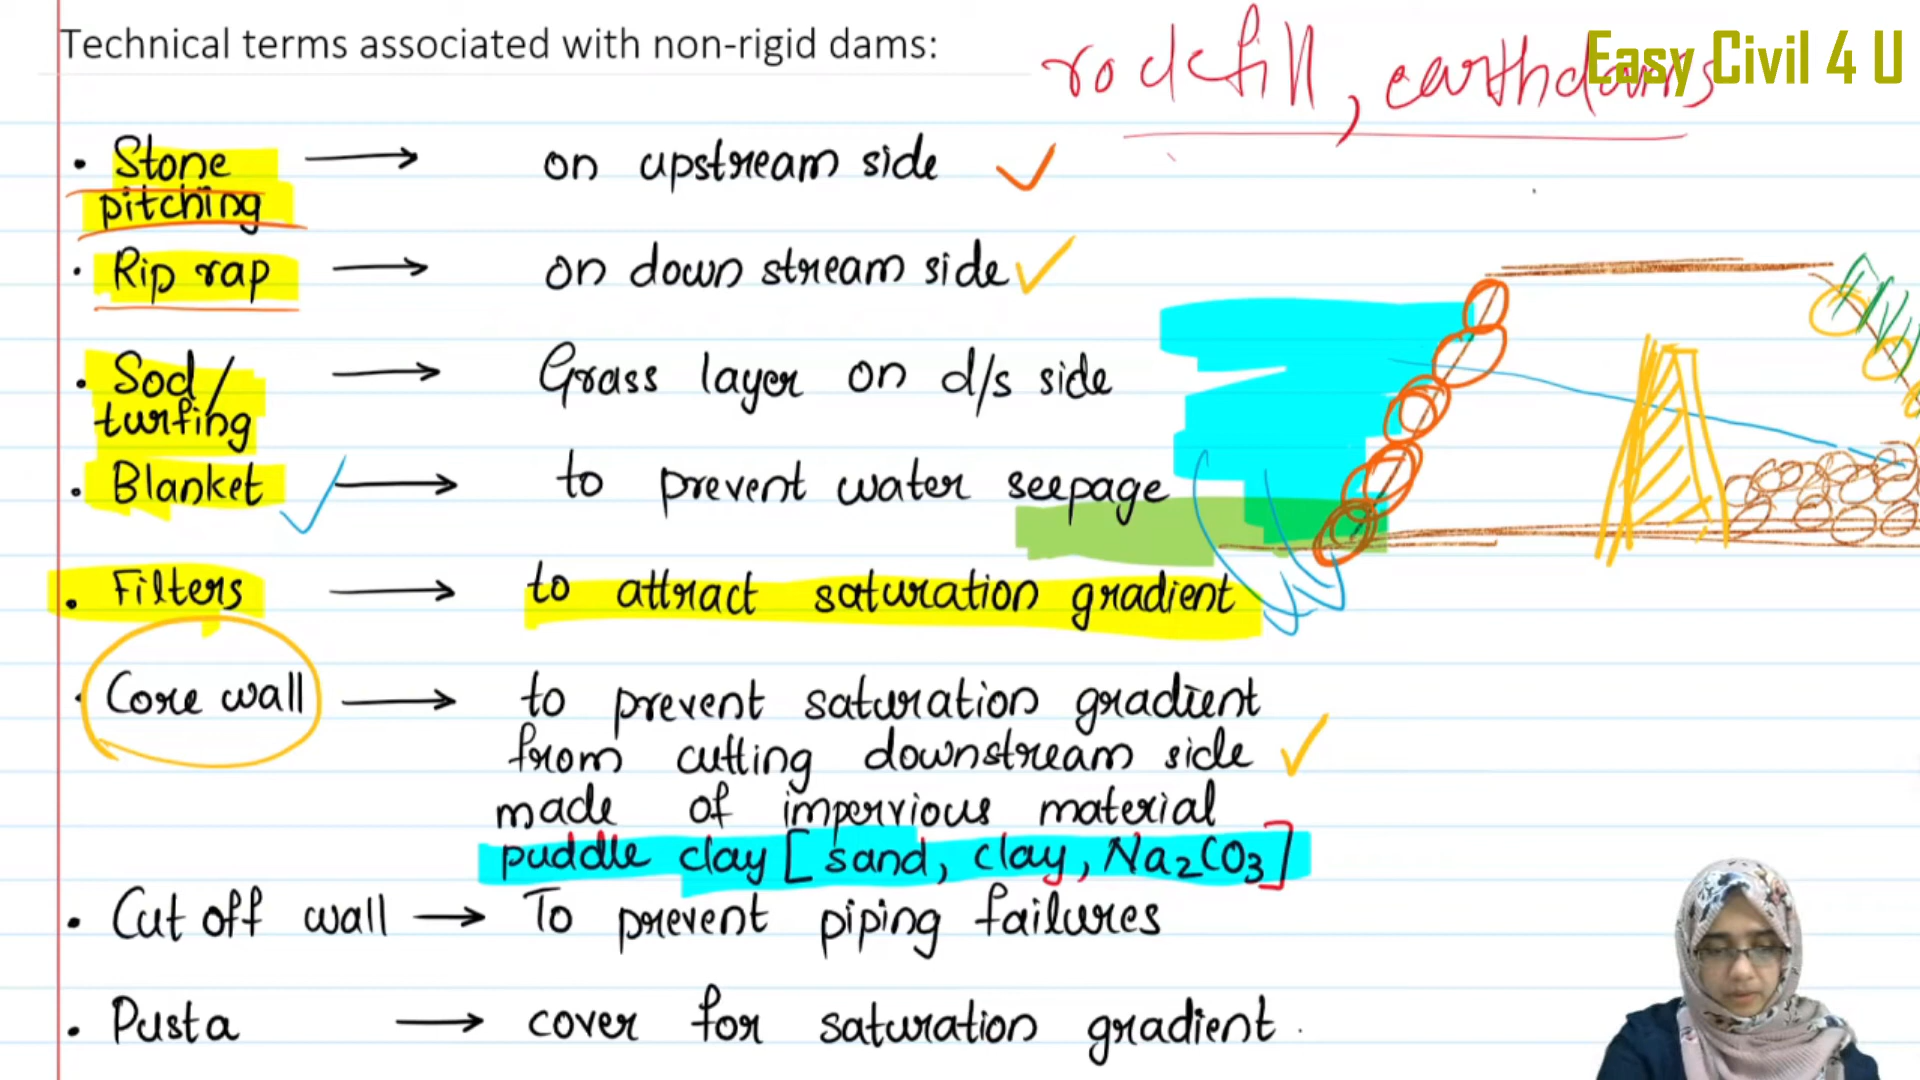 Technical terms associated with non-rigid dams:
rockfill, earthdams
Easy Civil 4 U
• Stone pitching → on upstream side ✓
• Rip rap → on down stream side ✓
• Sod/turfing → Grass layer on d/s side
• Blanket ✓ → to prevent water seepage
• Filters → to attract saturation gradient
• Core wall → to prevent saturation gradient
from cutting downstream side ✓
made of impervious material
puddle clay [sand, clay, Na2CO3]
• Cut off wall → To prevent piping failures
• Pusta → cover for saturation gradient.